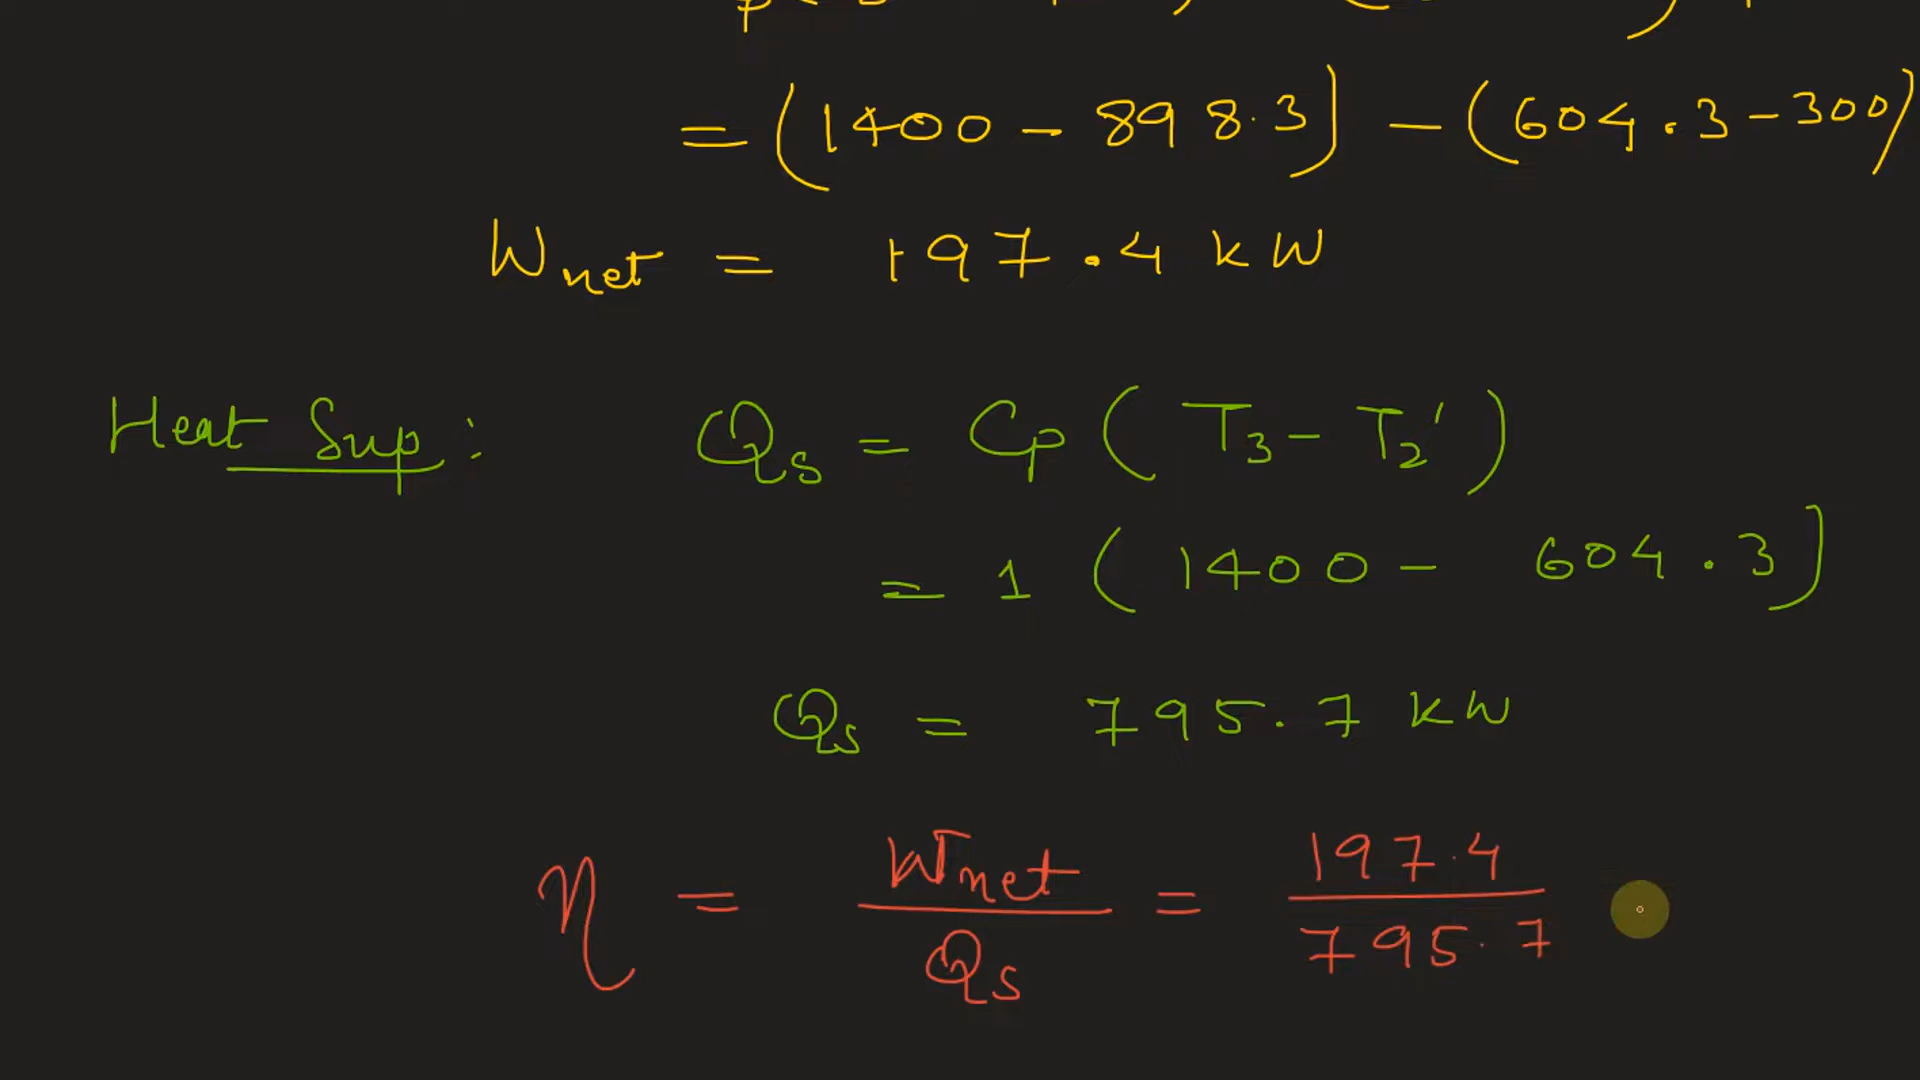 = (1400 - 898.3) - (604.3 - 300)
Wnet = 197.4 kW
Heat Sup : Qs = Cp ( T3 - T2' )
= 1 ( 1400 - 604.3 )
Qs = 795.7 kW
η = Wnet / Qs = 197.4 / 795.7